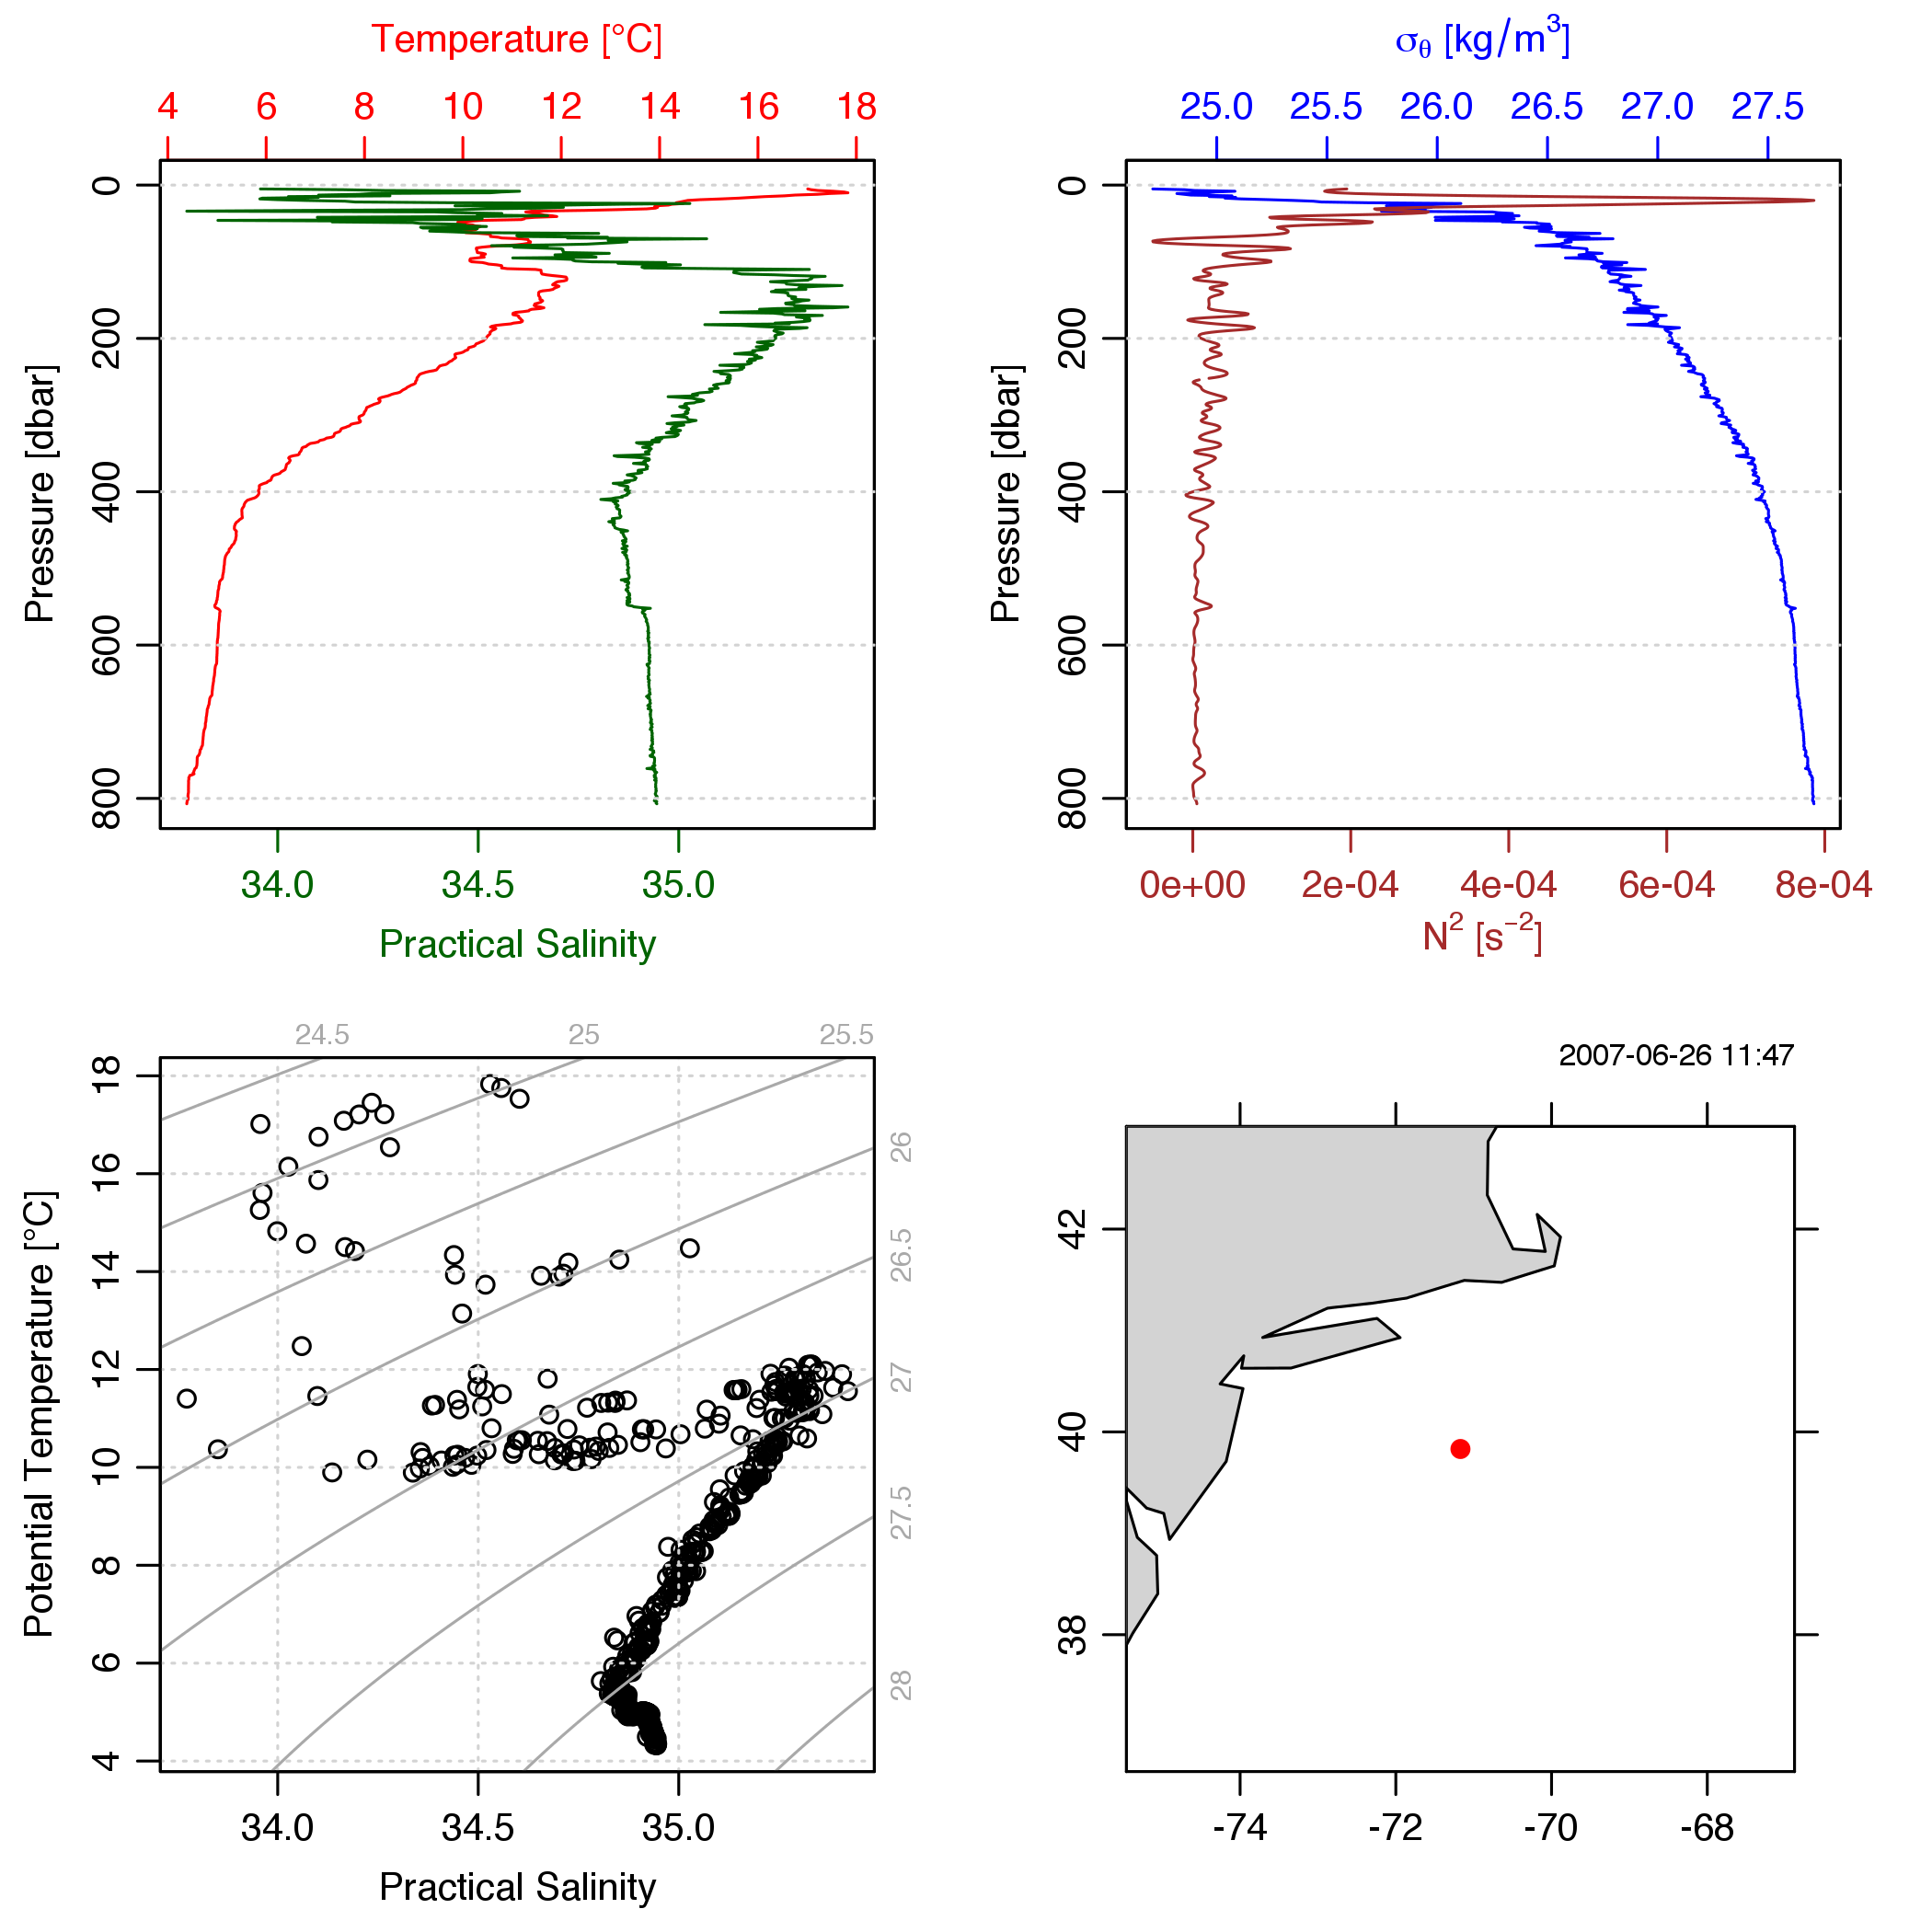 Temperature [°C]
4 6 8 10 12 14 16 18
Pressure [dbar]
0
200
400
600
800
34.0 34.5 35.0
Practical Salinity
σθ [kg/m³]
25.0 25.5 26.0 26.5 27.0 27.5
Pressure [dbar]
0
200
400
600
800
0e+00 2e-04 4e-04 6e-04 8e-04
N² [s⁻²]
24.5 25 25.5
Potential Temperature [°C]
18
16
14
12
10
8
6
4
26
26.5
27
27.5
28
34.0 34.5 35.0
Practical Salinity
2007-06-26 11:47
42
40
38
-74 -72 -70 -68